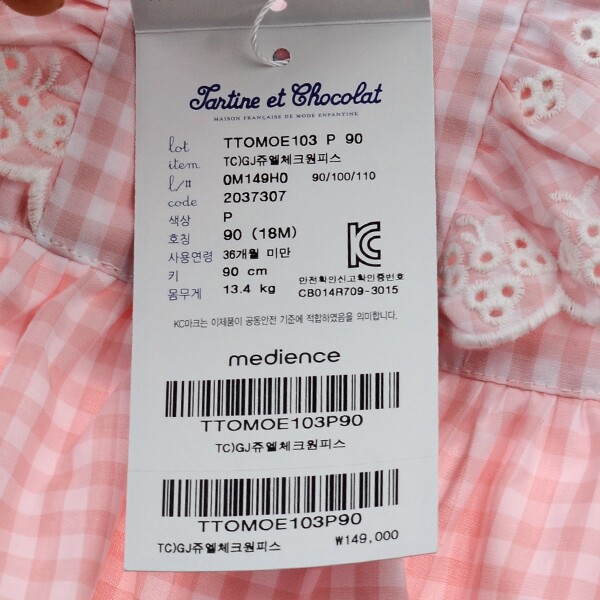 Tartine et Chocolat
MAISON FRANÇAISE DE MODE ENFANTINE
lot TTOMOE103 P 90
item TC)GJ쥬엘체크원피스
l/# 0M149H0 90/100/110
code 2037307
색상 P
호칭 90 (18M)
사용연령 36개월 미만
키 90 cm
몸무게 13.4 kg
안전확인신고확인증번호
CB014R709-3015
KC마크는 이제품이 공통안전 기준에 적합하였음을 의미합니다.
medience
TTOMOE103P90
TC)GJ쥬엘체크원피스
TTOMOE103P90
TC)GJ쥬엘체크원피스 ₩149,000